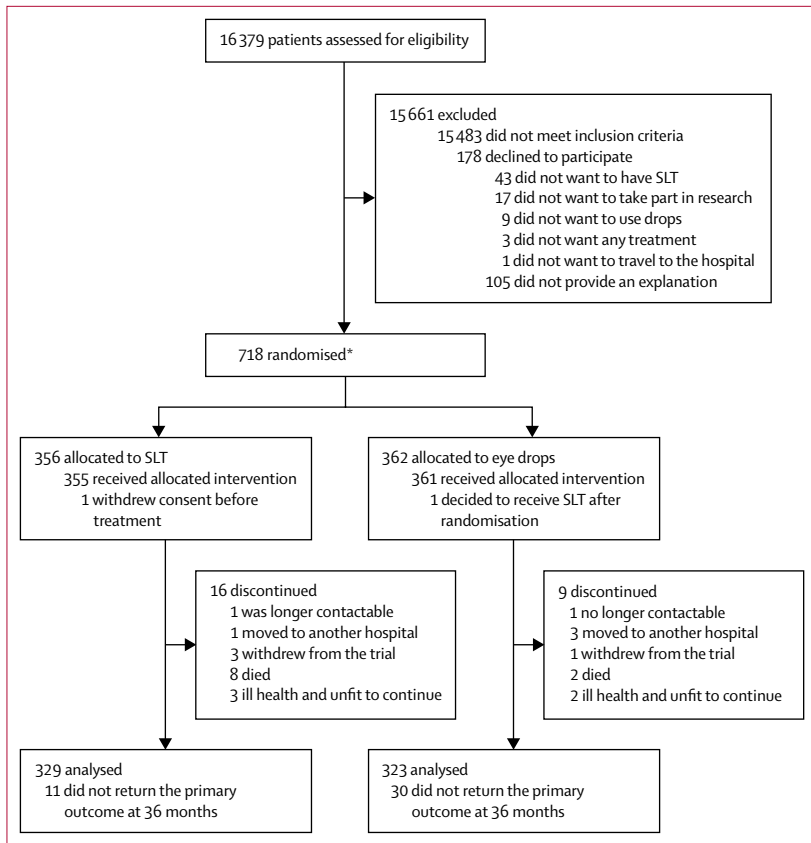 16 379 patients assessed for eligibility
15 661 excluded
15 483 did not meet inclusion criteria
178 declined to participate
43 did not want to have SLT
17 did not want to take part in research
9 did not want to use drops
3 did not want any treatment
1 did not want to travel to the hospital
105 did not provide an explanation
718 randomised*
356 allocated to SLT
355 received allocated intervention
1 withdrew consent before
treatment
362 allocated to eye drops
361 received allocated intervention
1 decided to receive SLT after
randomisation
16 discontinued
1 was longer contactable
1 moved to another hospital
3 withdrew from the trial
8 died
3 ill health and unfit to continue
9 discontinued
1 no longer contactable
3 moved to another hospital
1 withdrew from the trial
2 died
2 ill health and unfit to continue
329 analysed
11 did not return the primary
outcome at 36 months
323 analysed
30 did not return the primary
outcome at 36 months